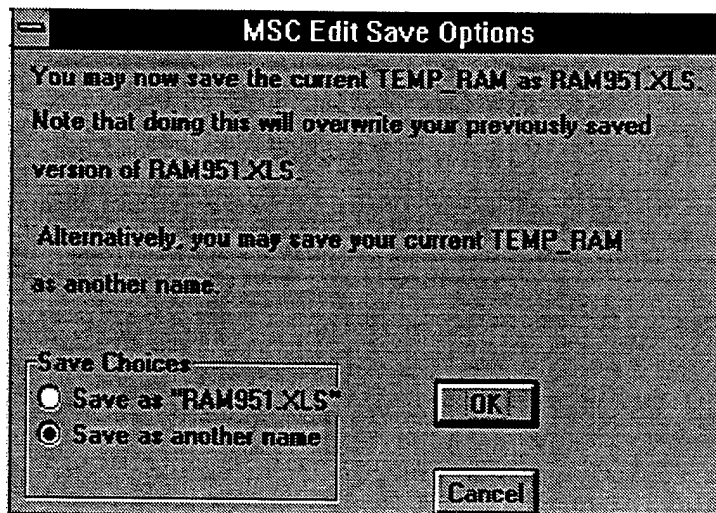 MSC Edit Save Options
You may now save the current TEMP_RAM as RAM951.XLS.
Note that doing this will overwrite your previously saved
version of RAM951.XLS.
Alternatively, you may save your current TEMP_RAM
as another name.
Save Choices
Save as "RAM951.XLS"
Save as another name
OK
Cancel